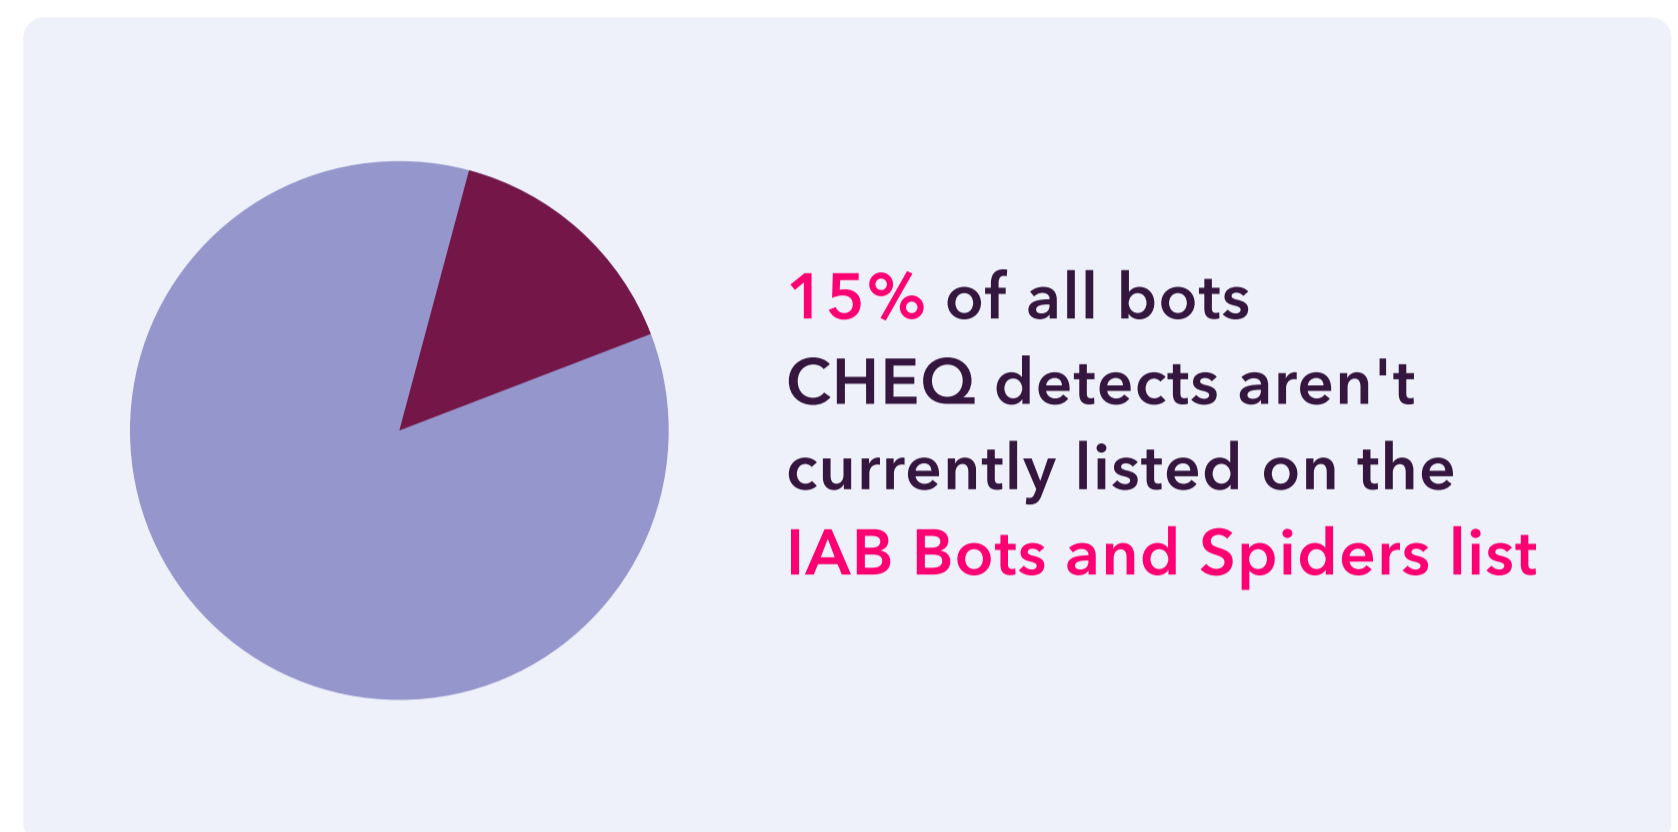 15% of all bots
CHEQ detects aren't
currently listed on the
IAB Bots and Spiders list